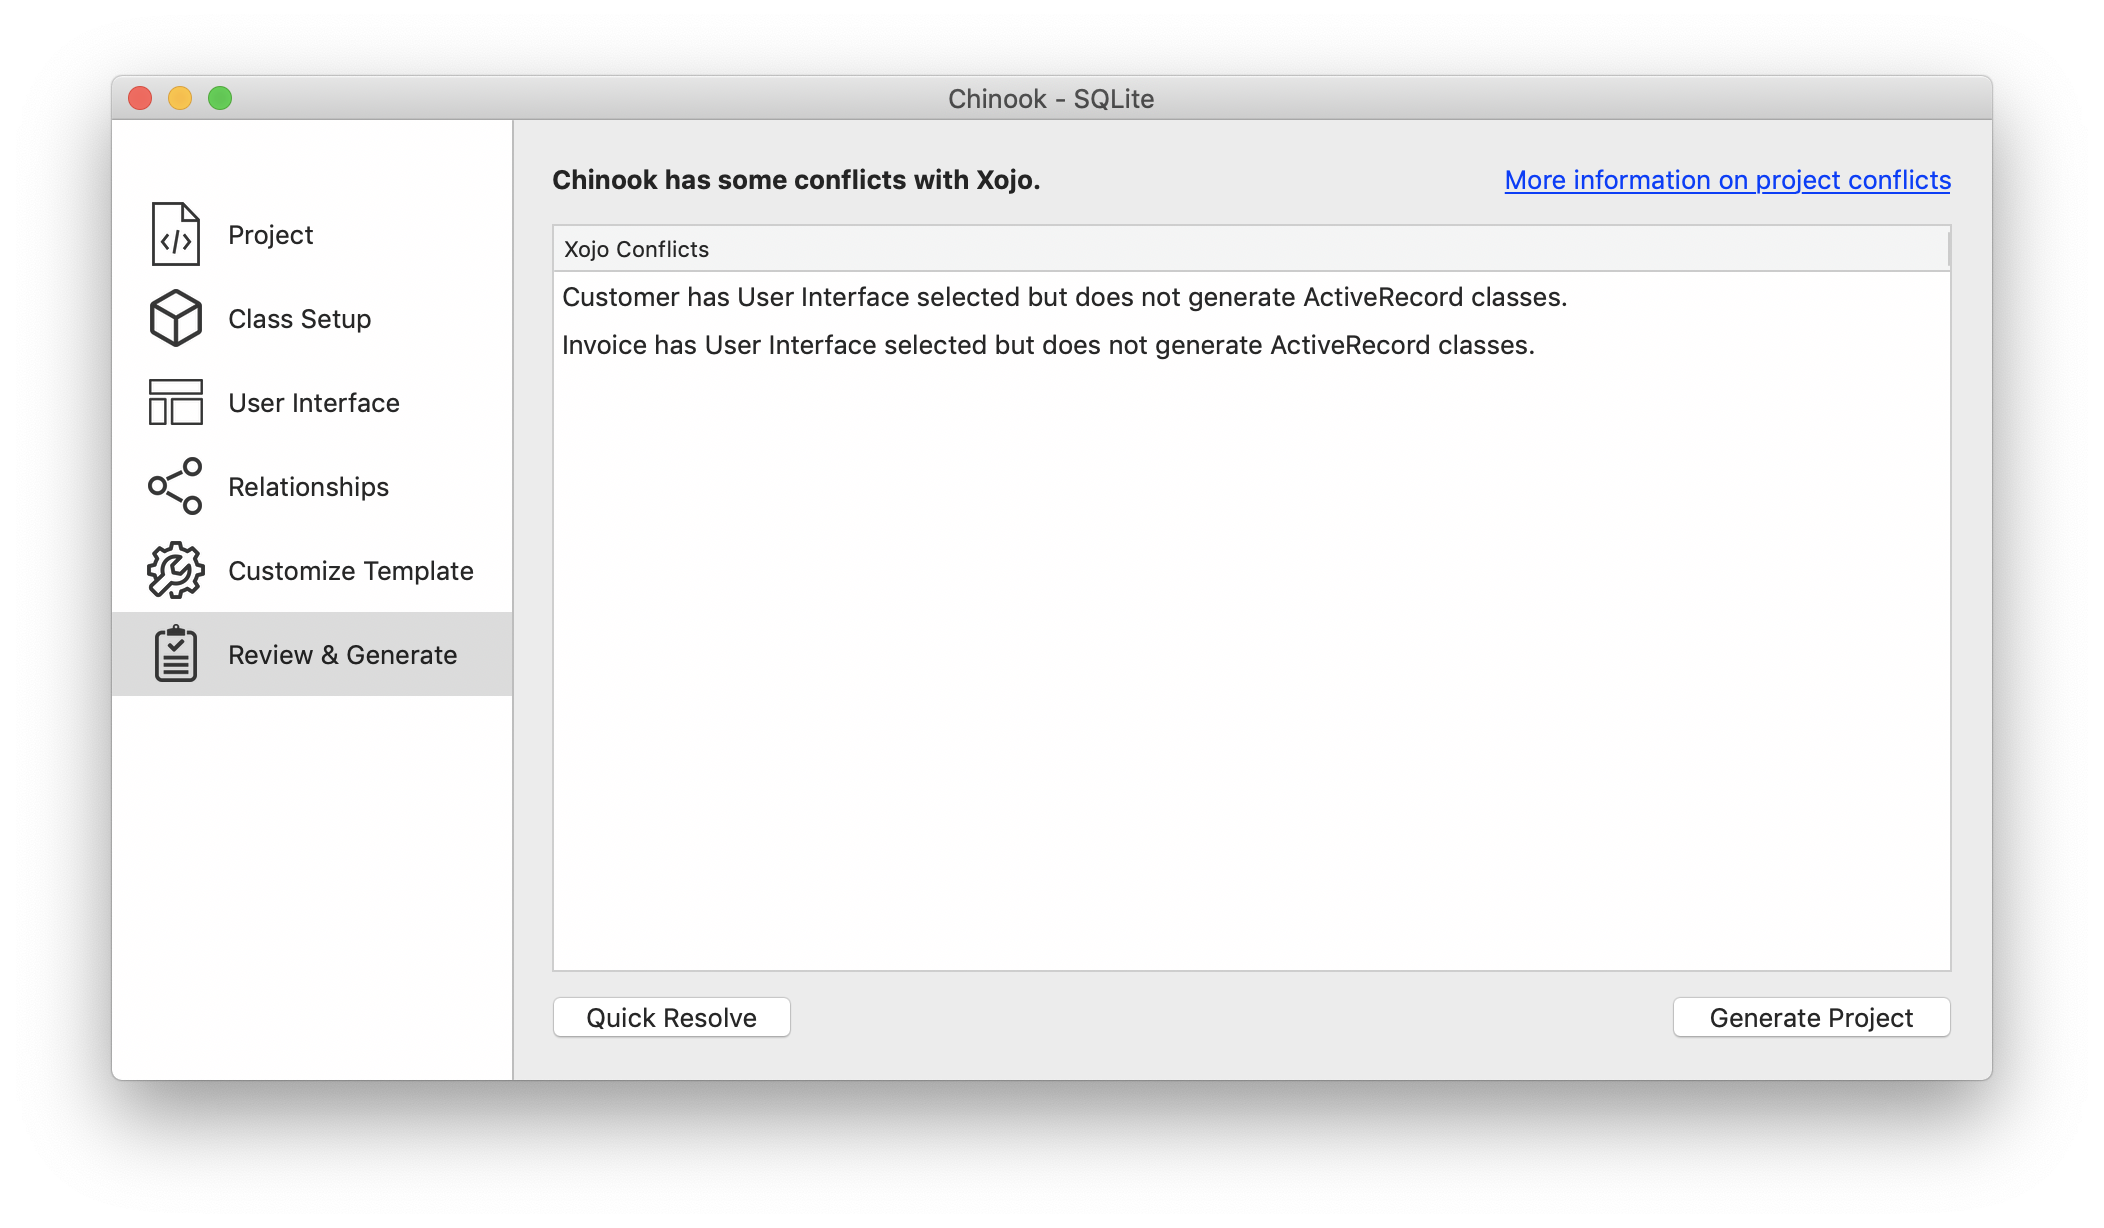 Chinook - SQLite
Project
Class Setup
User Interface
Relationships
Customize Template
Review & Generate
Chinook has some conflicts with Xojo.
More information on project conflicts
Xojo Conflicts
Customer has User Interface selected but does not generate ActiveRecord classes.
Invoice has User Interface selected but does not generate ActiveRecord classes.
Quick Resolve
Generate Project